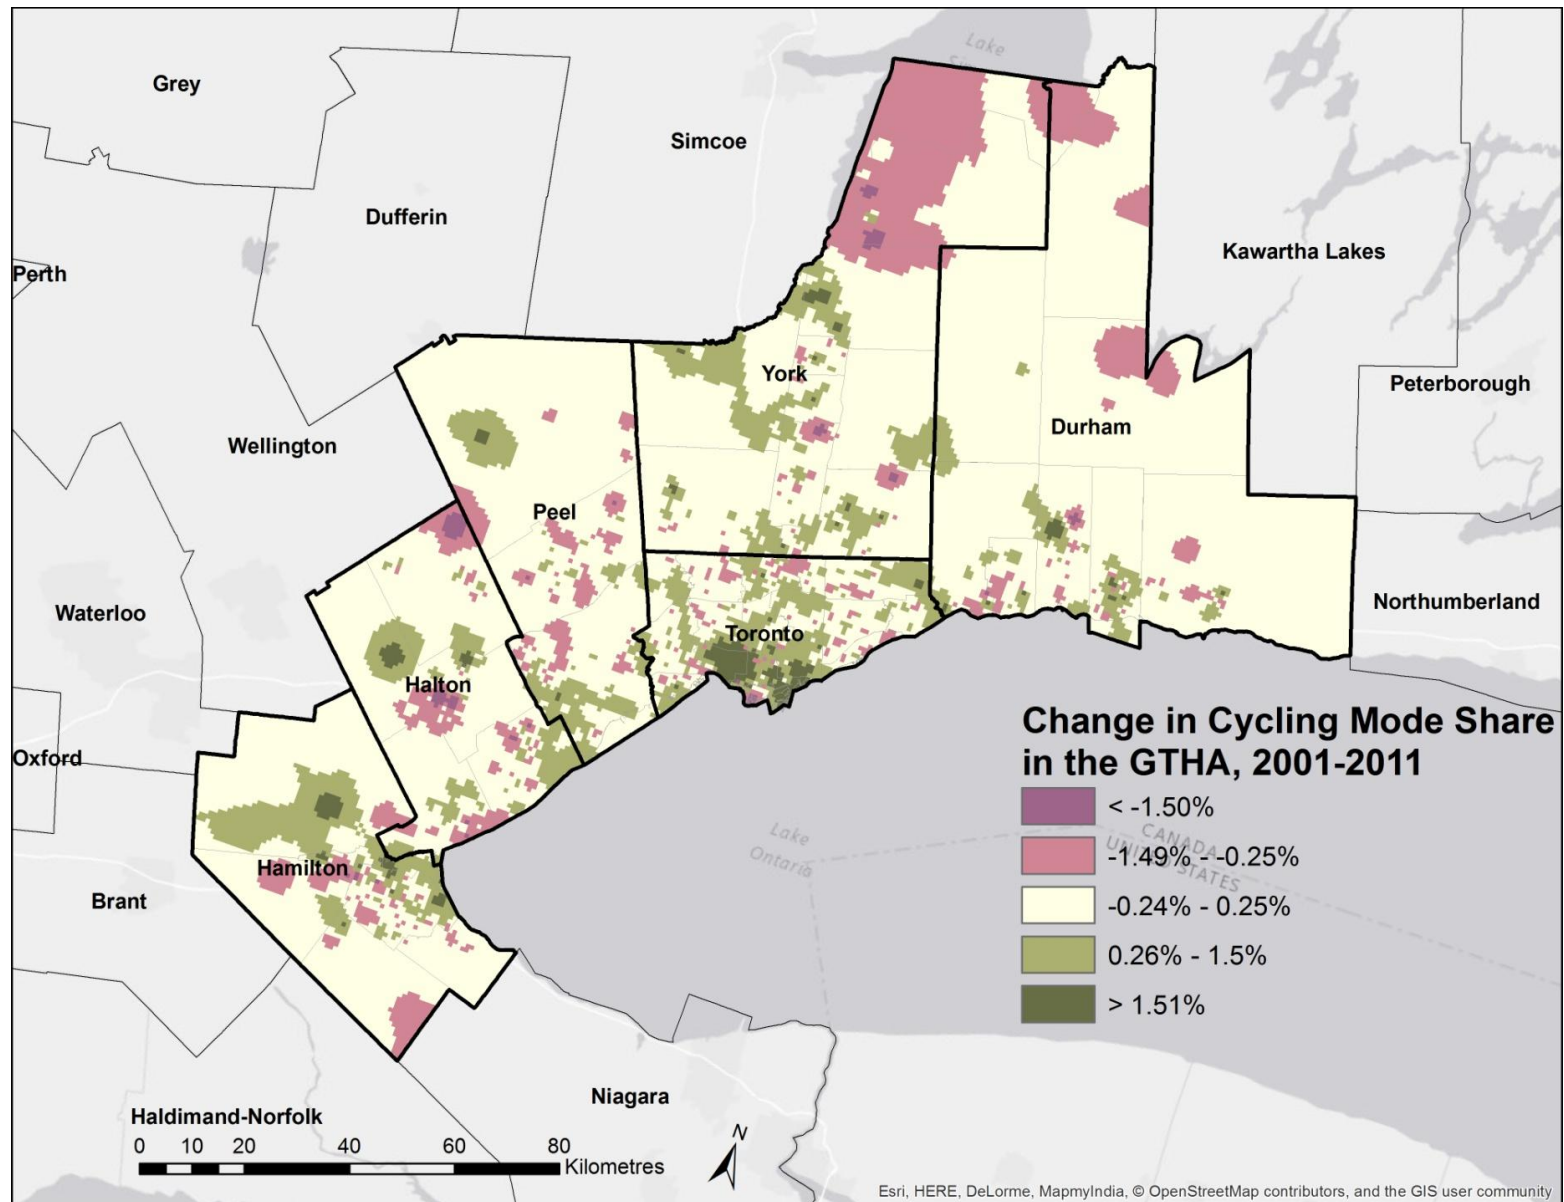 Lake
Grey
Simcoe
Dufferin
Kawartha Lakes
Perth
York
Peterborough
Durham
Wellington
Peel
Waterloo
Northumberland
Toronto
Halton
Change in Cycling Mode Share
in the GTHA, 2001-2011
Oxford
< -1.50%
CANADA
UNITED STATES
Lake
Ontario
-1.49% - -0.25%
Hamilton
Brant
-0.24% - 0.25%
0.26% - 1.5%
> 1.51%
Niagara
Haldimand-Norfolk
0 10 20 40 60 80
Kilometres
N
Esri, HERE, DeLorme, MapmyIndia, © OpenStreetMap contributors, and the GIS user community